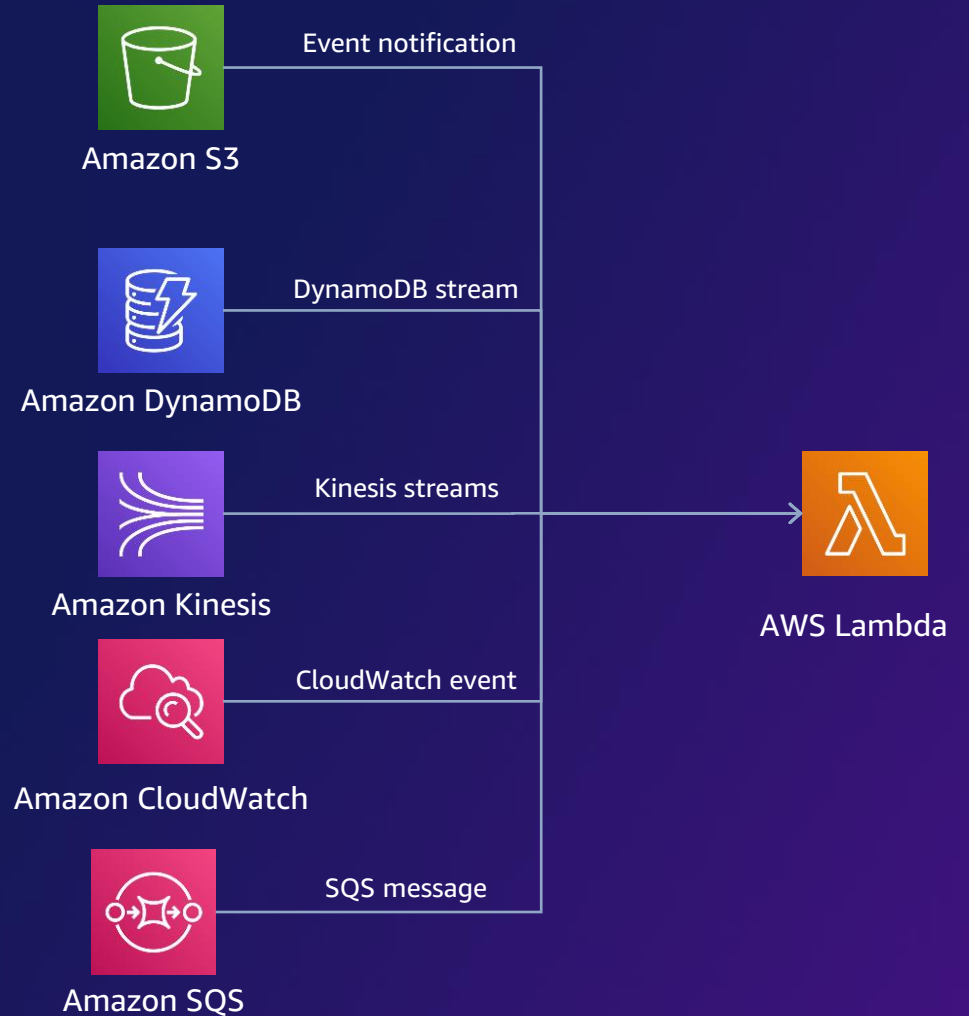 Event notification
Amazon S3
DynamoDB stream
Amazon DynamoDB
Kinesis streams
Amazon Kinesis
AWS Lambda
CloudWatch event
Amazon CloudWatch
SQS message
Amazon SQS